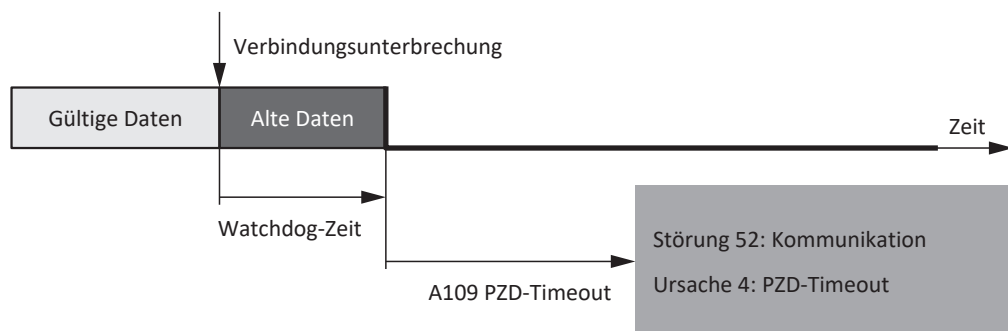 Verbindungsunterbrechung
Gültige Daten
Alte Daten
Zeit
Watchdog-Zeit
A109 PZD-Timeout
Störung 52: Kommunikation
Ursache 4: PZD-Timeout